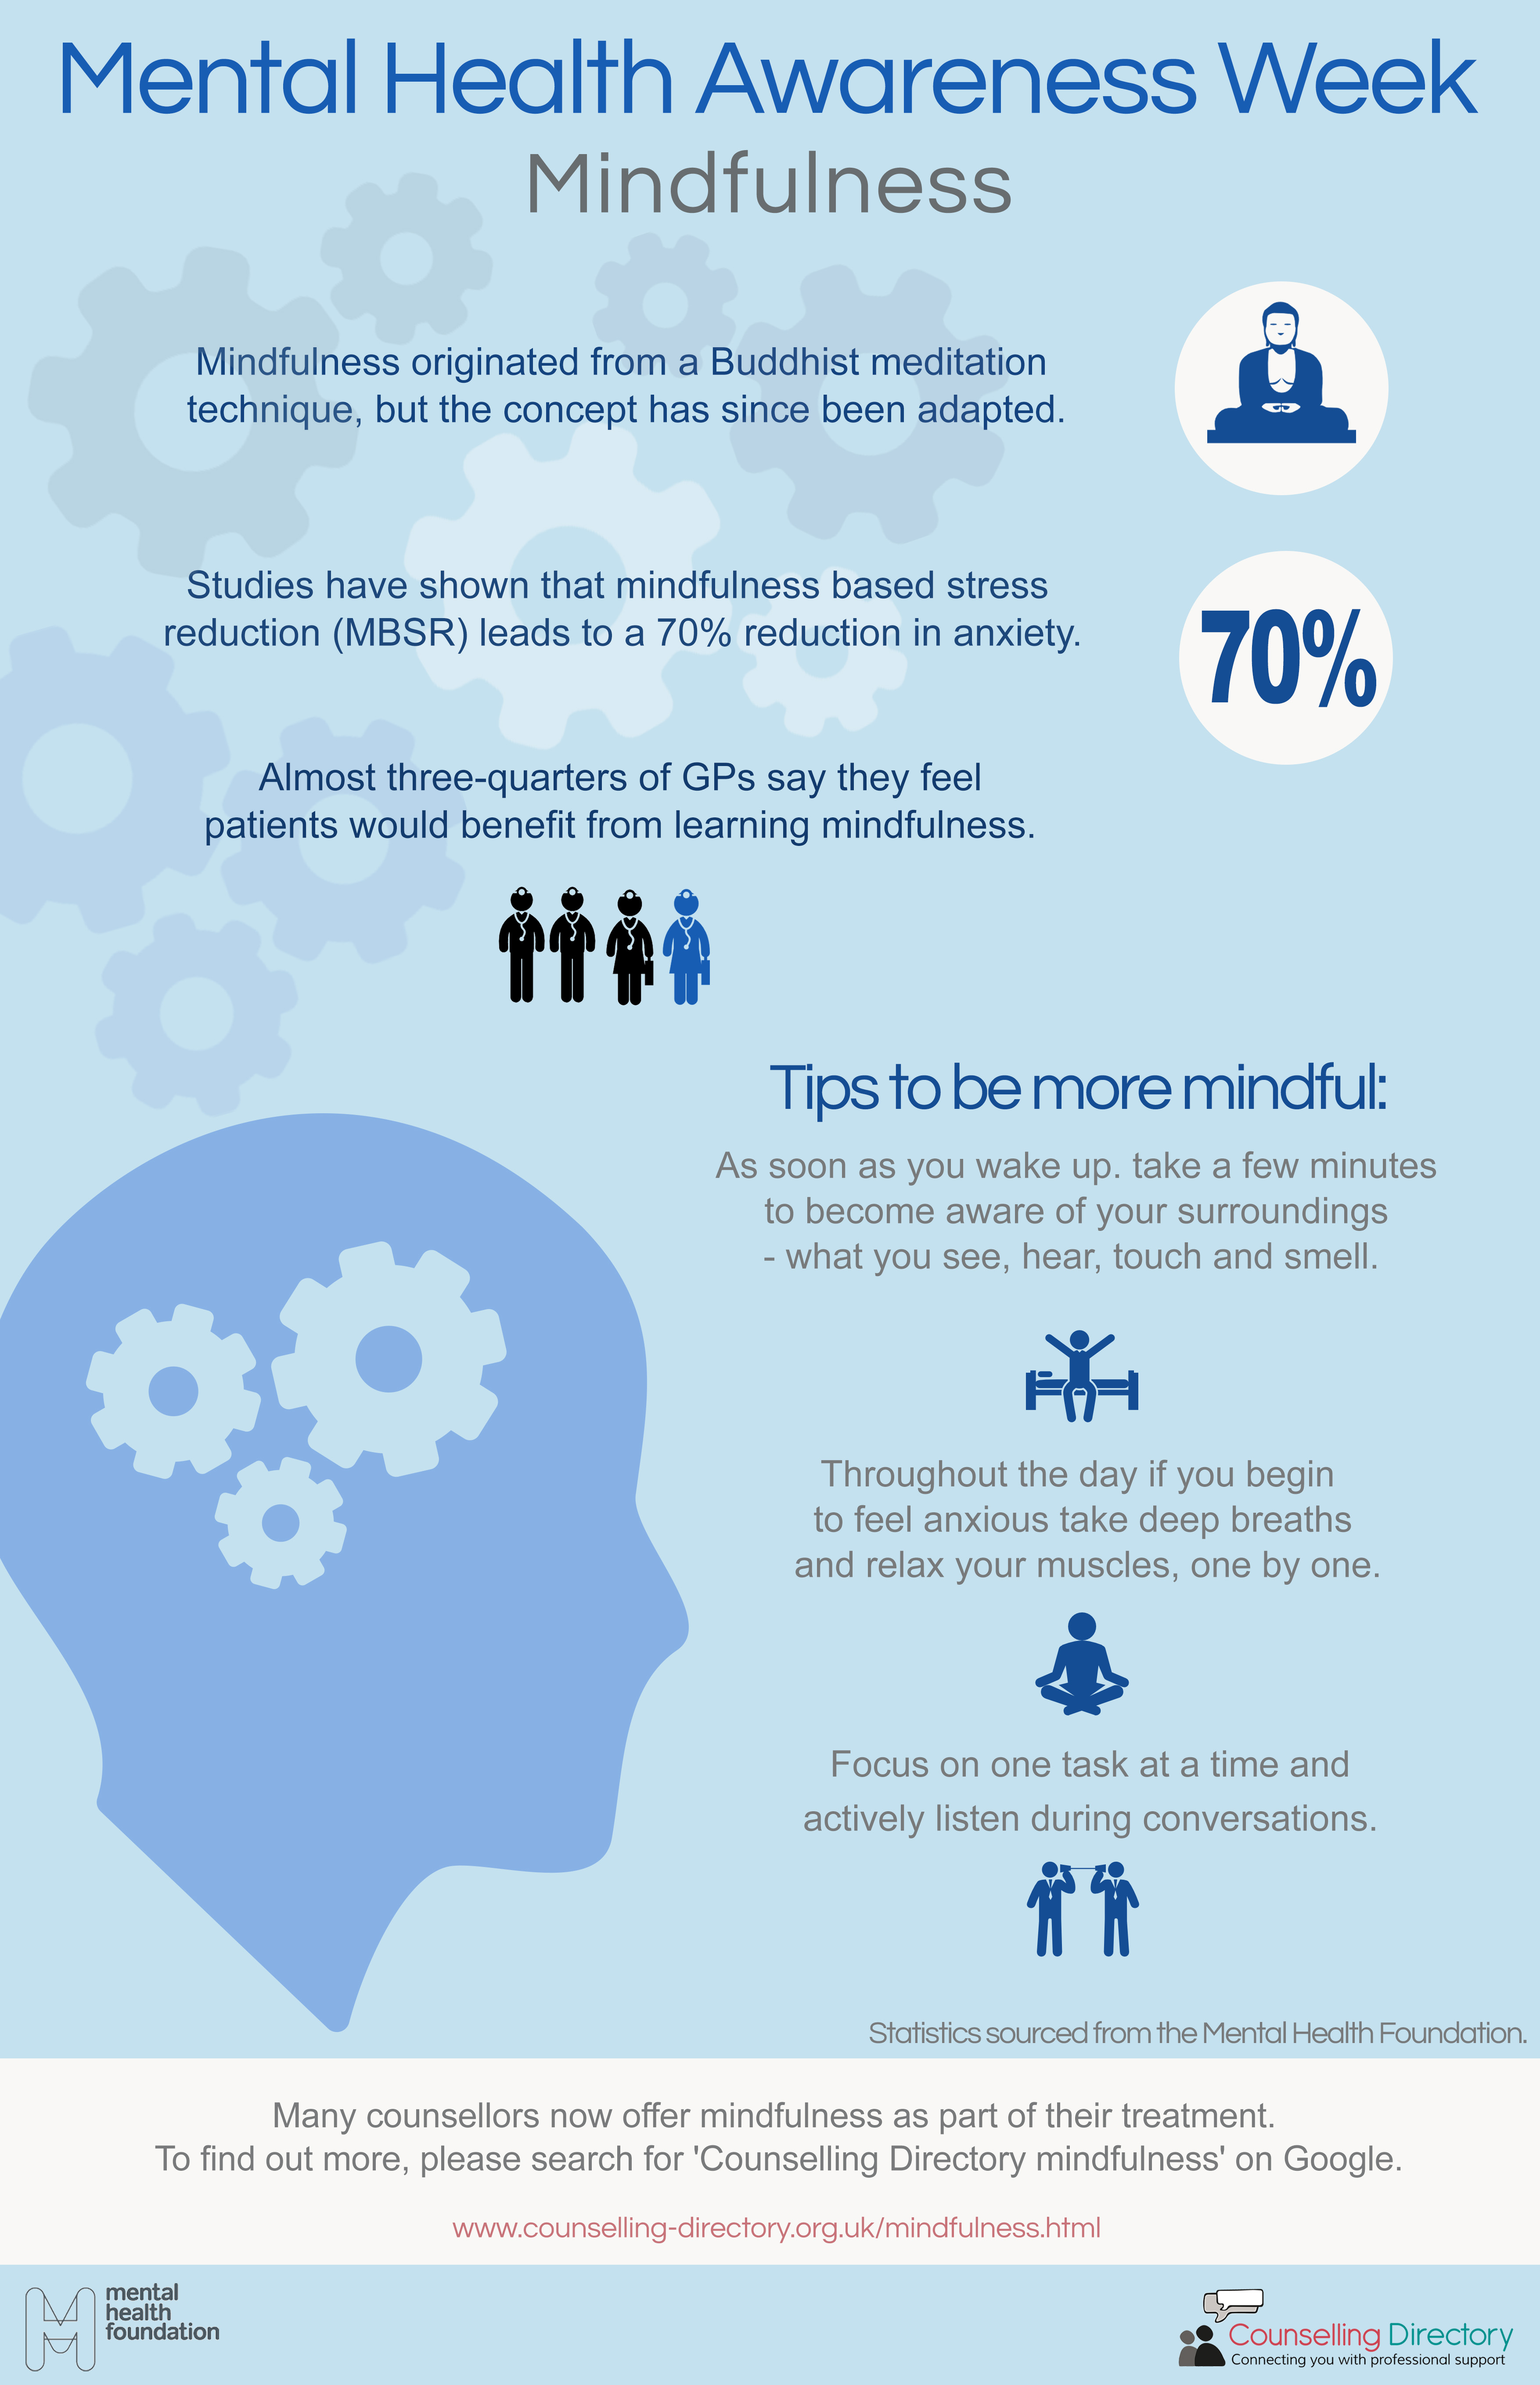 Mental Health Awareness Week
Mindfulness
Mindfulness originated from a Buddhist meditation
technique, but the concept has since been adapted.
Studies have shown that mindfulness based stress
reduction (MBSR) leads to a 70% reduction in anxiety.
70%
Almost three-quarters of GPs say they feel
patients would benefit from learning mindfulness.
Tips to be more mindful:
As soon as you wake up. take a few minutes
to become aware of your surroundings
- what you see, hear, touch and smell.
Throughout the day if you begin
to feel anxious take deep breaths
and relax your muscles, one by one.
Focus on one task at a time and
actively listen during conversations.
Statistics sourced from the Mental Health Foundation.
Many counsellors now offer mindfulness as part of their treatment.
To find out more, please search for 'Counselling Directory mindfulness' on Google.
www.counselling-directory.org.uk/mindfulness.html
mental
health
foundation
Counselling Directory
Connecting you with professional support